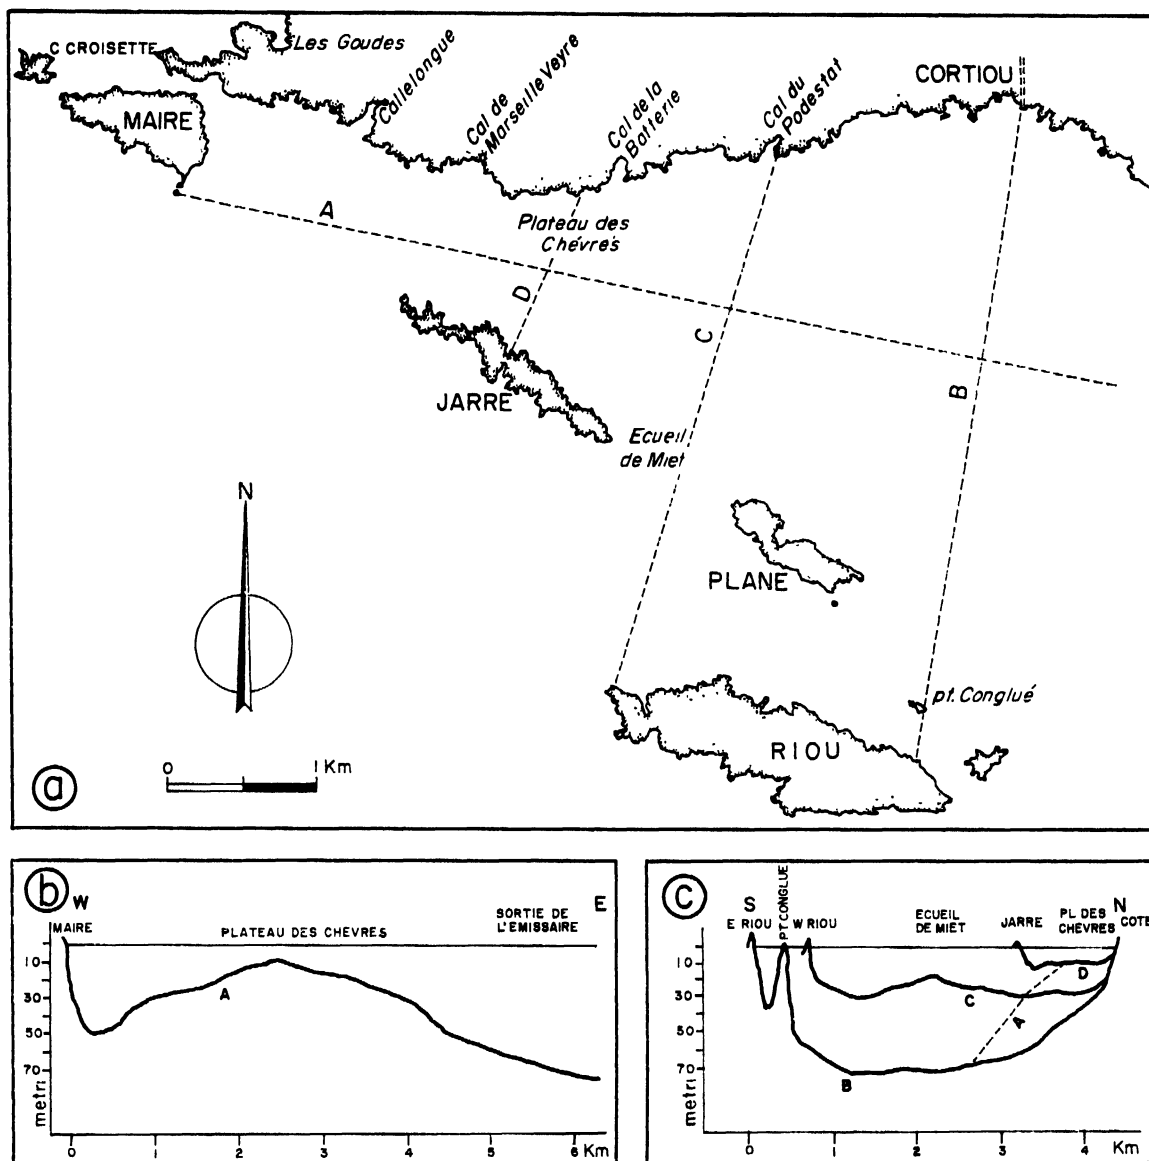 C CROISETTE
Les Goudes
MAIRE
Callelongue
Cal de
Marseille Veyre
Cal de la
Batterie
Cal du
Podestat
CORTIOU
A
Plateau des
Chévres
D
C
B
JARRE
Ecueil
de Miet
N
PLANE
pt. Conglué
RIOU
0 1 Km
a
b
W
E
MAIRE
PLATEAU DES CHEVRES
SORTIE DE
L'EMISSAIRE
10
30
50
70
metri
A
0 1 2 3 4 5 6 Km
c
S
N
E RIOU
PT CONGLUE
W RIOU
ECUEIL
DE MIET
JARRE
PL DES
CHEVRES
COTE
10
30
50
70
metri
D
C
A
B
0 1 2 3 4 Km